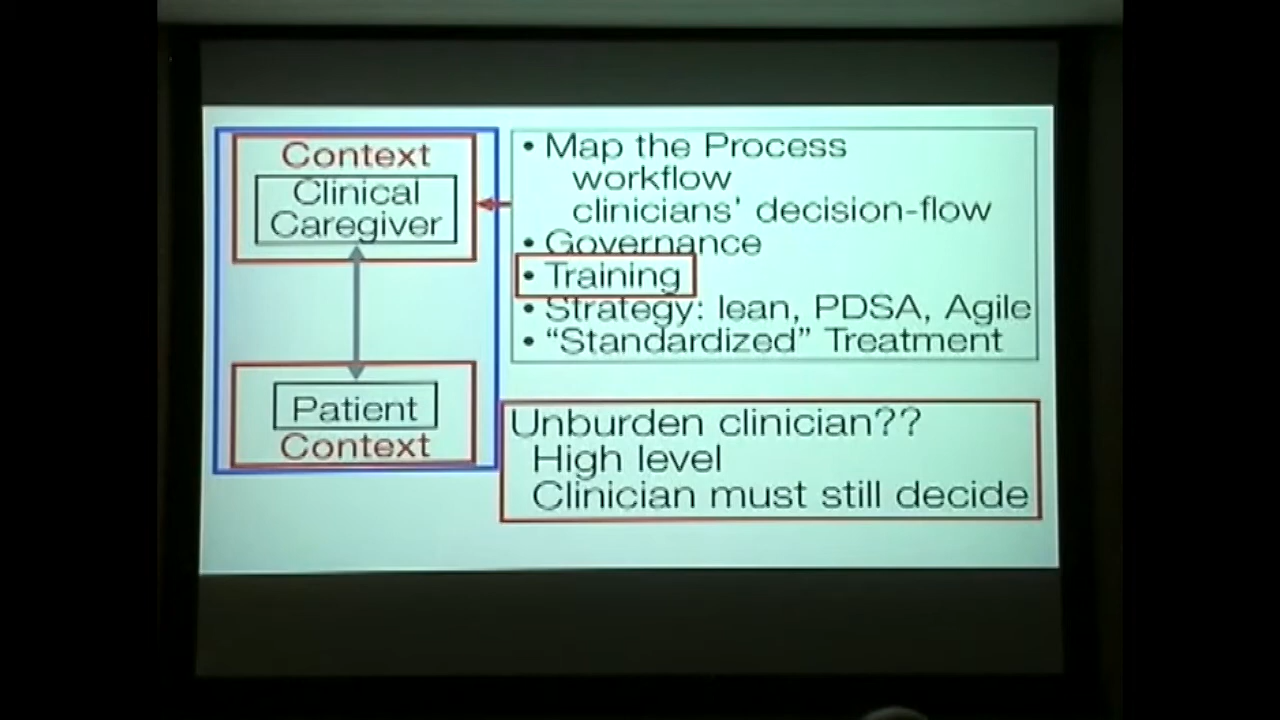 Context
Clinical
Caregiver
Patient
Context
• Map the Process
workflow
clinicians' decision-flow
• Governance
• Training
• Strategy: lean, PDSA, Agile
• “Standardized” Treatment
Unburden clinician??
High level
Clinician must still decide